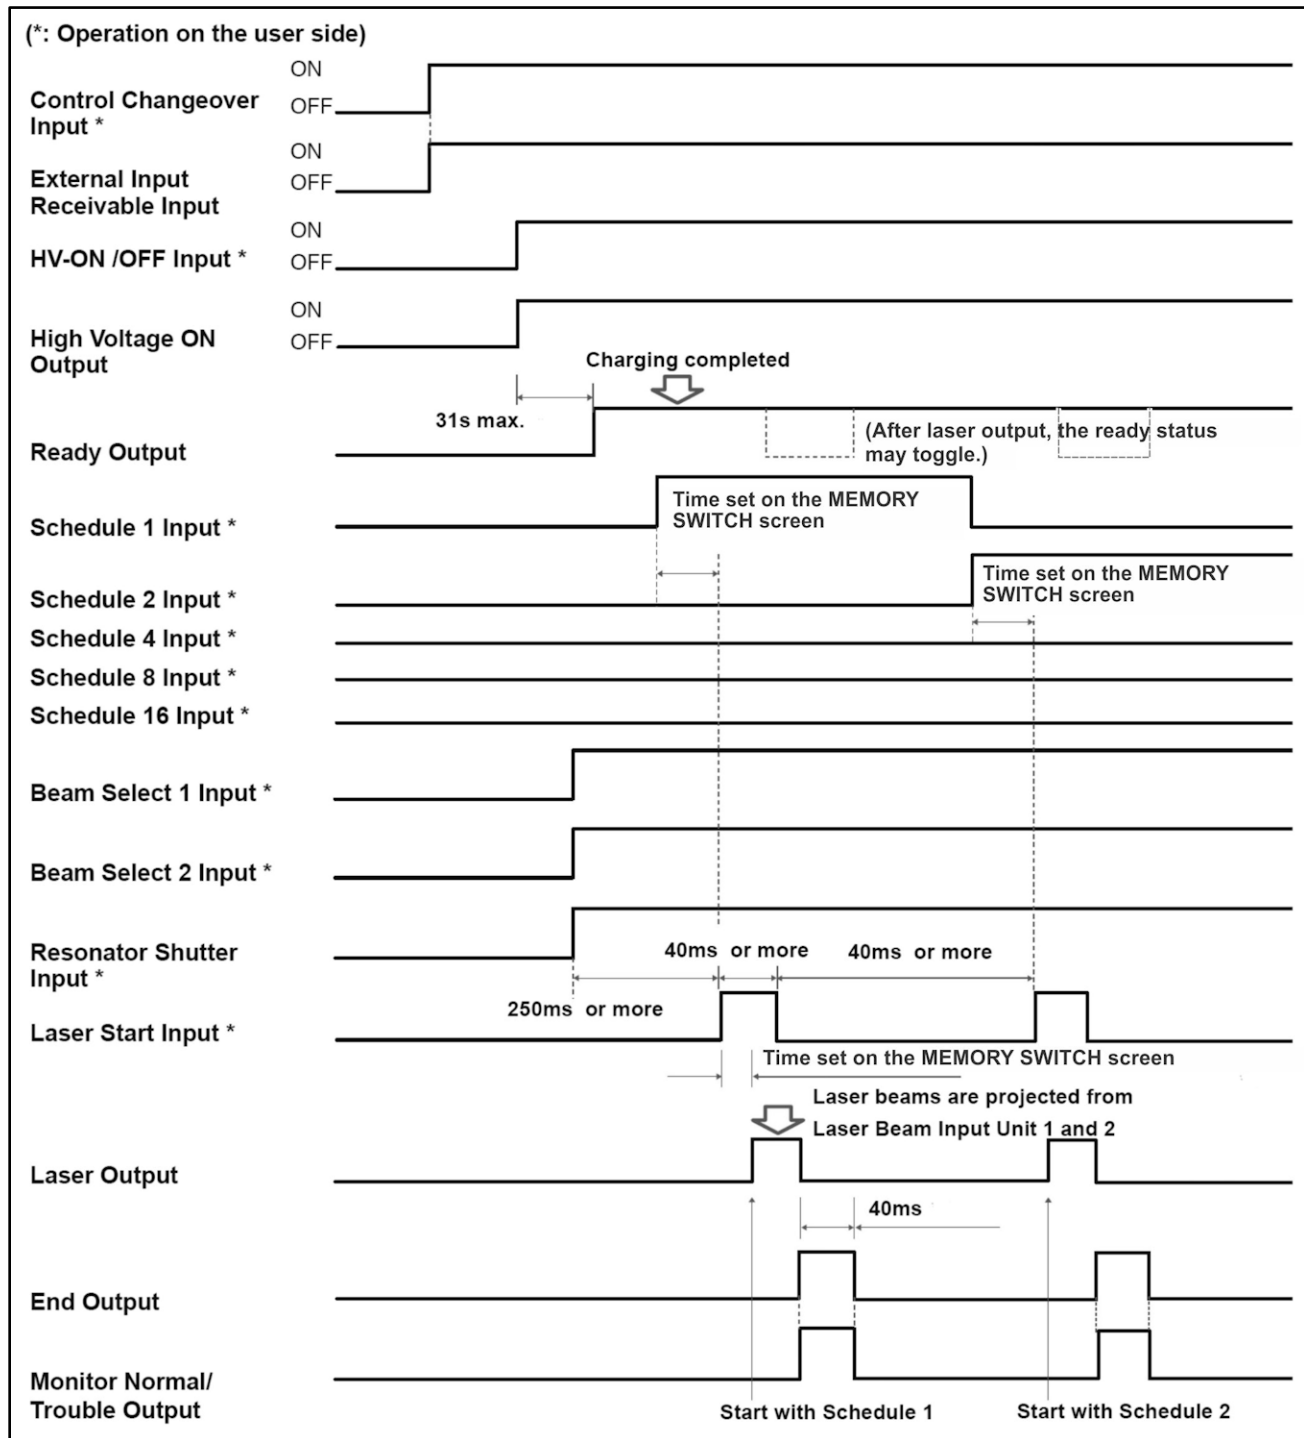 (*: Operation on the user side)
ON
Control Changeover
Input *
OFF
ON
External Input
Receivable Input
OFF
ON
HV-ON /OFF Input *
OFF
ON
High Voltage ON
Output
OFF
Charging completed
31s max.
Ready Output
(After laser output, the ready status
may toggle.)
Schedule 1 Input *
Time set on the MEMORY
SWITCH screen
Schedule 2 Input *
Time set on the MEMORY
SWITCH screen
Schedule 4 Input *
Schedule 8 Input *
Schedule 16 Input *
Beam Select 1 Input *
Beam Select 2 Input *
Resonator Shutter
Input *
40ms or more
40ms or more
250ms or more
Laser Start Input *
Time set on the MEMORY SWITCH screen
Laser beams are projected from
Laser Beam Input Unit 1 and 2
Laser Output
40ms
End Output
Monitor Normal/
Trouble Output
Start with Schedule 1
Start with Schedule 2